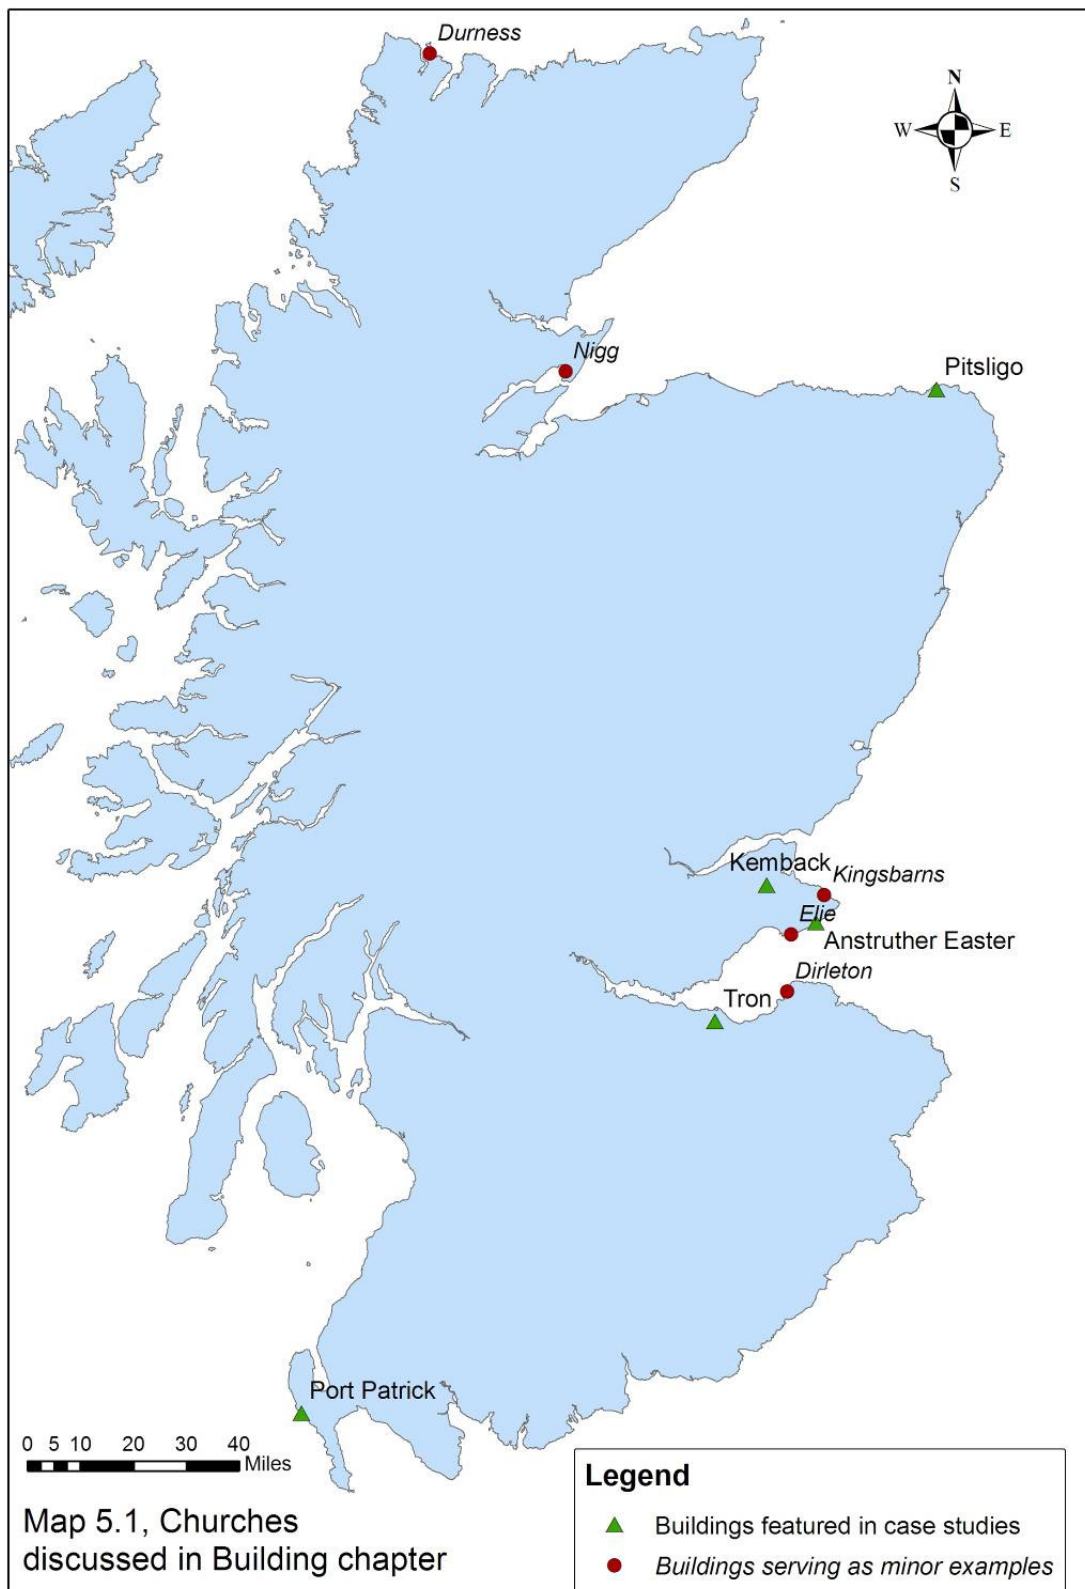 Durness
N
W E
S
Nigg
Pitsligo
Kemback
Kingsbarns
Elie
Anstruther Easter
Dirleton
Tron
Port Patrick
0 5 10 20 30 40
Miles
Map 5.1, Churches
discussed in Building chapter
Legend
Buildings featured in case studies
Buildings serving as minor examples